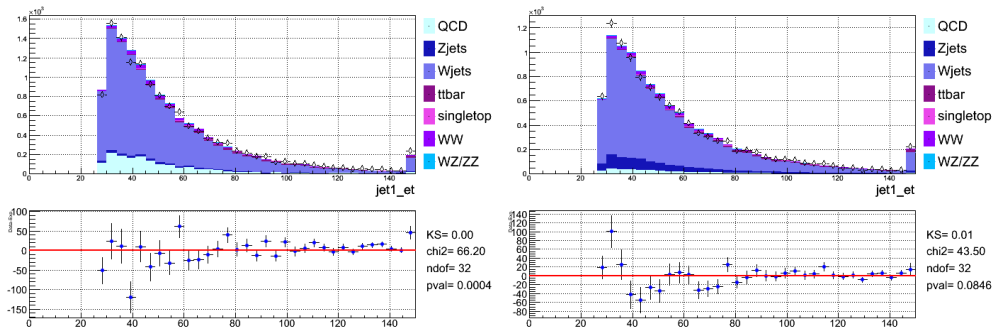 ×10³
1.6
1.4
1.2
1
0.8
0.6
0.4
0.2
0
0 20 40 60 80 100 120 140
jet1_et
QCD
Zjets
Wjets
ttbar
singletop
WW
WZ/ZZ
×10³
1.2
1
0.8
0.6
0.4
0.2
0
0 20 40 60 80 100 120 140
jet1_et
QCD
Zjets
Wjets
ttbar
singletop
WW
WZ/ZZ
100
50
0
-50
-100
-150
0 20 40 60 80 100 120 140
KS= 0.00
chi2= 66.20
ndof= 32
pval= 0.0004
140
120
100
80
60
40
20
0
-20
-40
-60
-80
0 20 40 60 80 100 120 140
KS= 0.01
chi2= 43.50
ndof= 32
pval= 0.0846